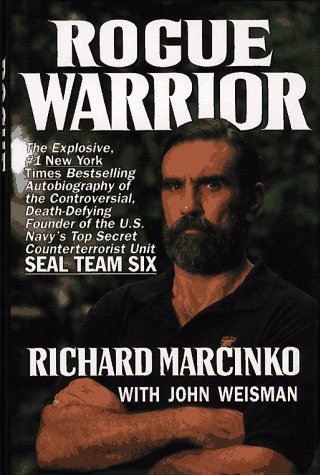 ROGUE
WARRIOR
The Explosive,
#1 New York
Times Bestselling
Autobiography of
the Controversial,
Death-Defying
Founder of the U.S.
Navy's Top Secret
Counterterrorist Unit
SEAL TEAM SIX
RICHARD MARCINKO
WITH JOHN WEISMAN